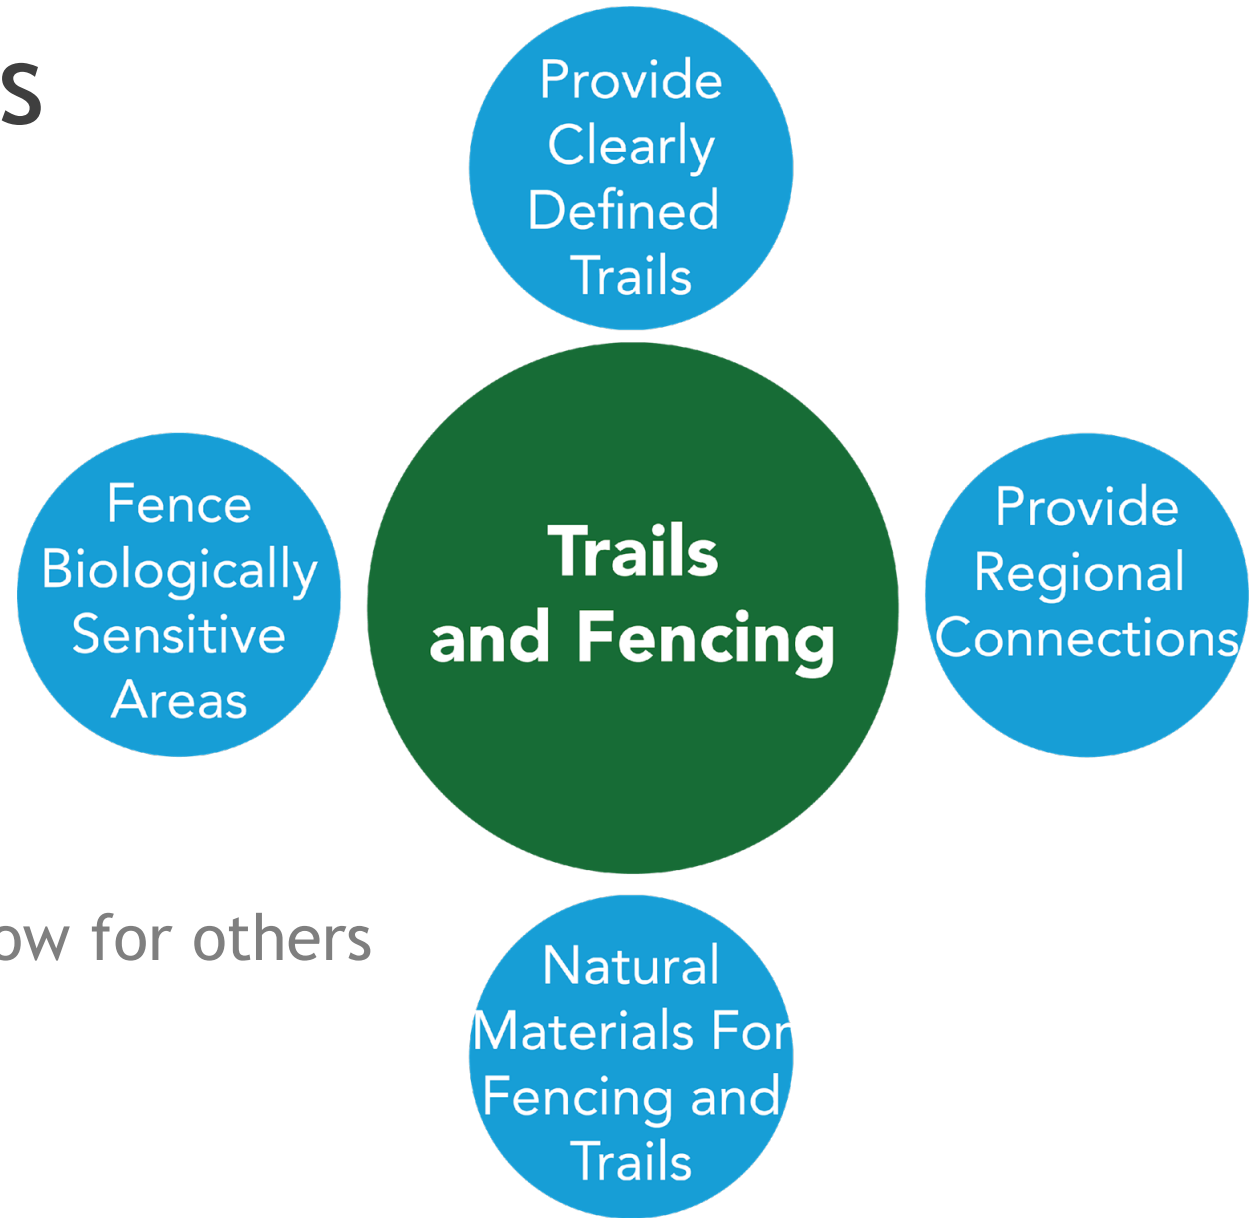 s
Provide
Clearly
Defined
Trails
Fence
Biologically
Sensitive
Areas
Trails
and Fencing
Provide
Regional
Connections
ow for others
Natural
Materials For
Fencing and
Trails